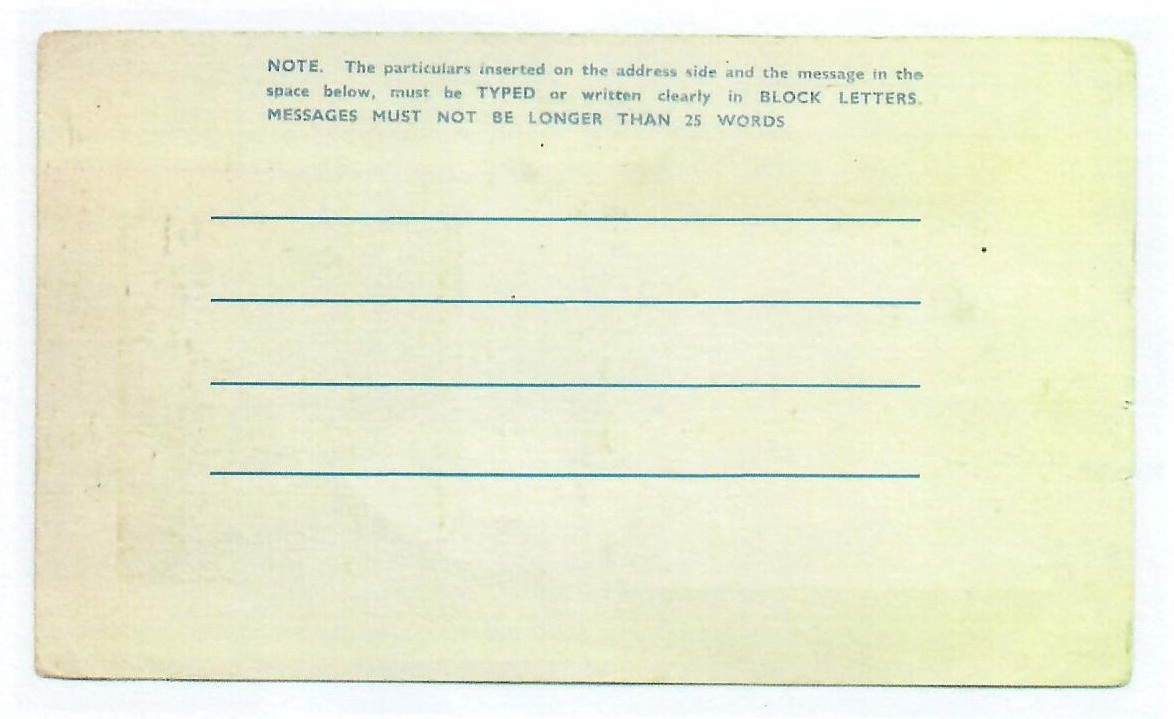 NOTE. The particulars inserted on the address side and the message in the
space below, must be TYPED or written clearly in BLOCK LETTERS.
MESSAGES MUST NOT BE LONGER THAN 25 WORDS